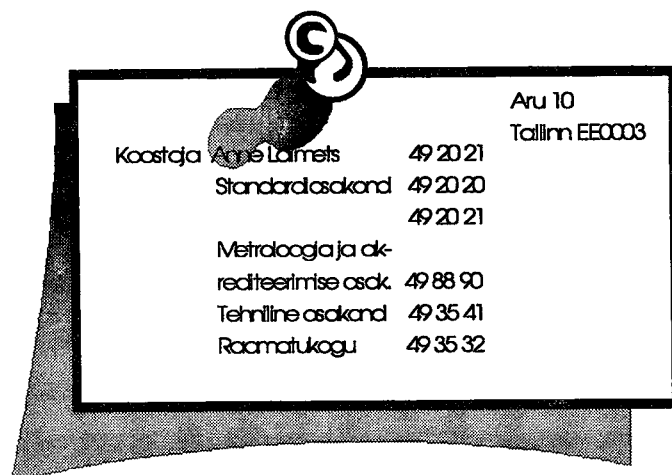 Aru 10
Tallinn EE0003
Koostaja Anne Laimets 49 20 21
Standardiosakond 49 20 20
49 20 21
Metroloogia ja ak-
rediteerimise osak. 49 88 90
Tehniline osakond 49 35 41
Raamatukogu 49 35 32